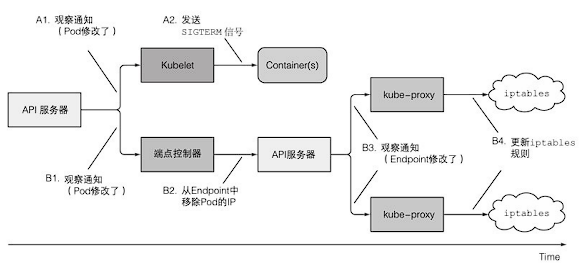 A1. 观察通知
（Pod修改了）
A2. 发送
SIGTERM 信号
Kubelet
Container(s)
API 服务器
kube-proxy
iptables
端点控制器
API服务器
B3. 观察通知
（Endpoint修改了）
B4. 更新iptables
规则
B1. 观察通知
（Pod修改了）
B2. 从Endpoint中
移除Pod的IP
kube-proxy
iptables
Time